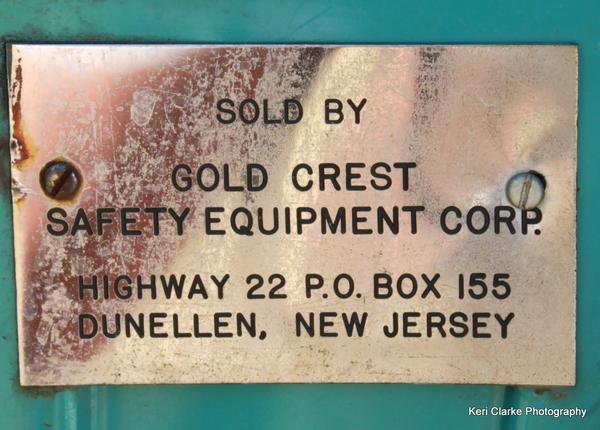 SOLD BY
GOLD CREST
SAFETY EQUIPMENT CORP.
HIGHWAY 22 P.O. BOX 155
DUNELLEN, NEW JERSEY
Keri Clarke Photography